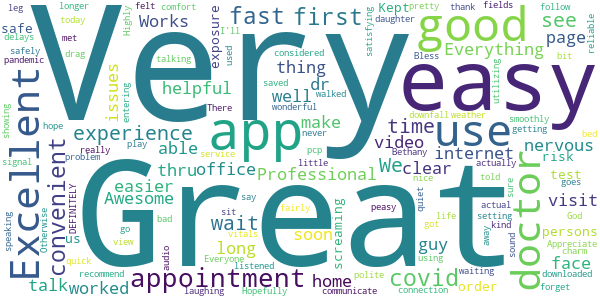 Very
Great
easy
good
app
use
Excellent
doctor
appointment
first
fast
see
page
Works
safe
Kept
exposure
Everything
issues
helpful
thing
dr
well
experience
make
time
video
internet
nervous
able
We
clear
risk
convenient
thru
office
Professional
easier
Awesome
wait
visit
us
long
soon
screaming
guy
persons
talk
worked
home
covid
order
face
leg
longer
Highly
felt
comfort
daughter
pretty
thank
fields
today
met
I'll
used
considered
satisfying
follow
bit
reliable
delays
safely
pandemic
drag
talking
saved
wonderful
walked
Bless
utilizing
entering
There
never
downfall
weather
smoothly
getting
showing
hope
signal
really
problem
play
service
pcp
little
Bethany
actually
bed
DEFINITELY
Otherwise
speaking
bad
say
nice
told
sure
goes
go
view
sit
fairly
peasy
quiet
life
got
actual
setting
kind
away
sound
God
Appreciate
charm
quick
vitals
Everyone
listened
polite
using
recommend
audio
laughing
Hopefully
communicate
connection
waiting
downloaded
forget